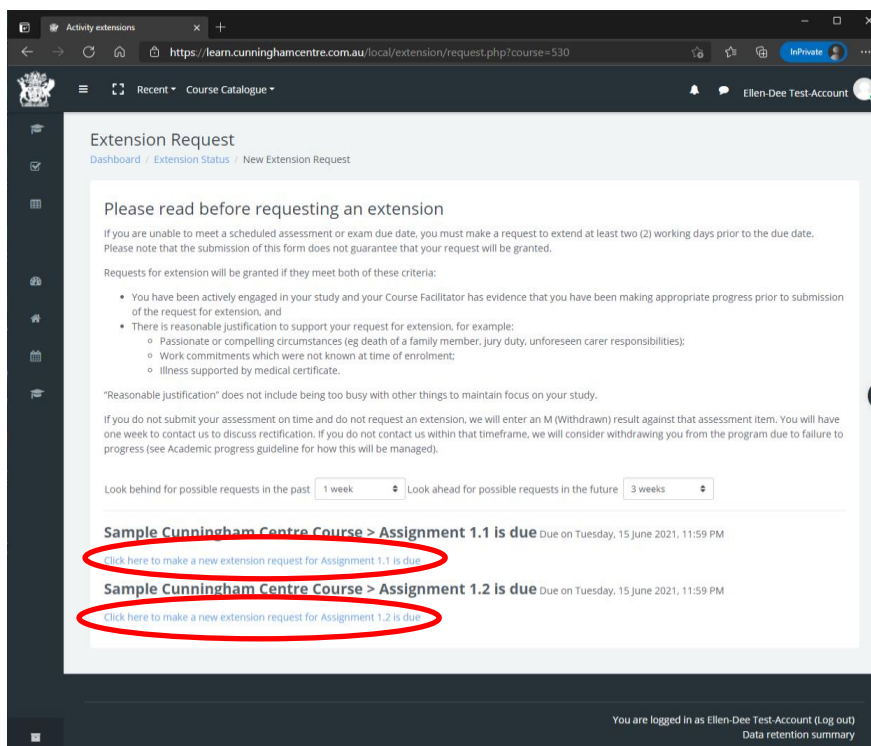 Activity extensions
https://learn.cunninghamcentre.com.au/local/extension/request.php?course=530
InPrivate
Recent Course Catalogue
Ellen-Dee Test-Account
Extension Request
Dashboard / Extension Status / New Extension Request
Please read before requesting an extension
If you are unable to meet a scheduled assessment or exam due date, you must make a request to extend at least two (2) working days prior to the due date.
Please note that the submission of this form does not guarantee that your request will be granted.
Requests for extension will be granted if they meet both of these criteria:
• You have been actively engaged in your study and your Course Facilitator has evidence that you have been making appropriate progress prior to submission
of the request for extension, and
• There is reasonable justification to support your request for extension, for example:
Passionate or compelling circumstances (eg death of a family member, jury duty, unforeseen carer responsibilities);
Work commitments which were not known at time of enrolment;
Illness supported by medical certificate.
"Reasonable justification" does not include being too busy with other things to maintain focus on your study.
If you do not submit your assessment on time and do not request an extension, we will enter an M (Withdrawn) result against that assessment item. You will have
one week to contact us to discuss rectification. If you do not contact us within that timeframe, we will consider withdrawing you from the program due to failure to
progress (see Academic progress guideline for how this will be managed).
Look behind for possible requests in the past 1 week Look ahead for possible requests in the future 3 weeks
Sample Cunningham Centre Course > Assignment 1.1 is due Due on Tuesday, 15 June 2021, 11:59 PM
Click here to make a new extension request for Assignment 1.1 is due
Sample Cunningham Centre Course > Assignment 1.2 is due Due on Tuesday, 15 June 2021, 11:59 PM
Click here to make a new extension request for Assignment 1.2 is due
You are logged in as Ellen-Dee Test-Account (Log out)
Data retention summary